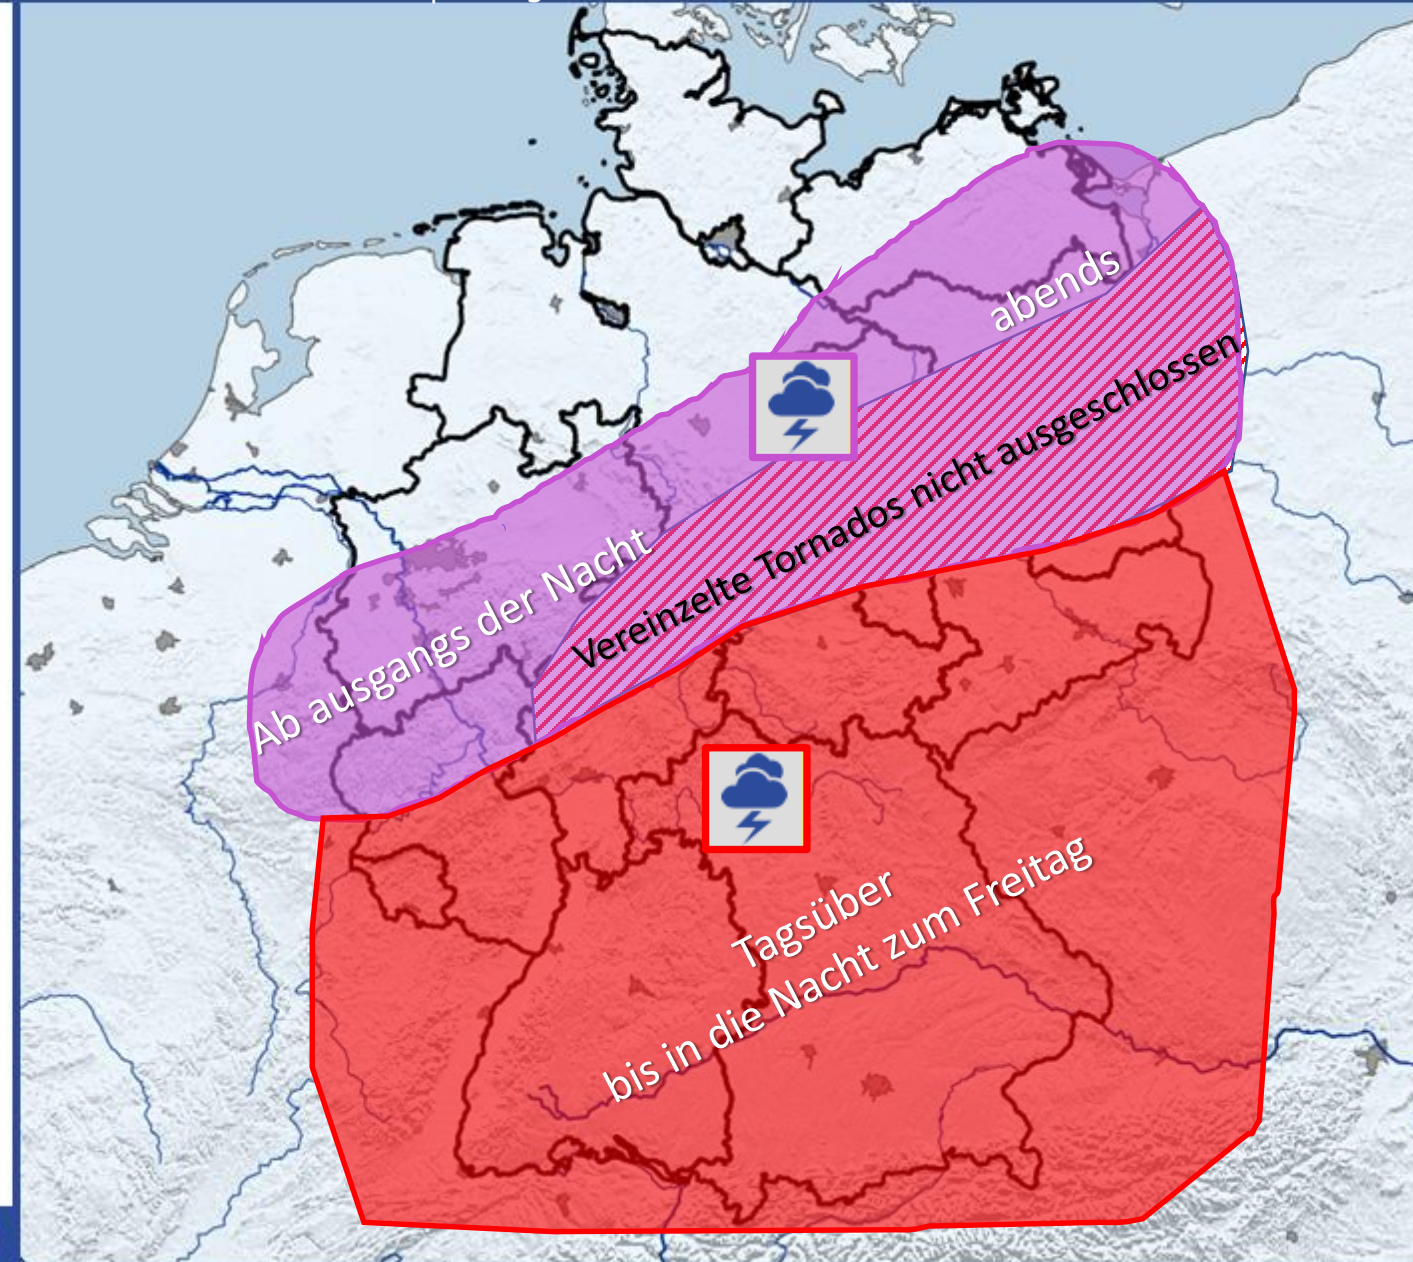 abends
Ab ausgangs der Nacht
Vereinzelte Tornados nicht ausgeschlossen
Tagsüber
bis in die Nacht zum Freitag